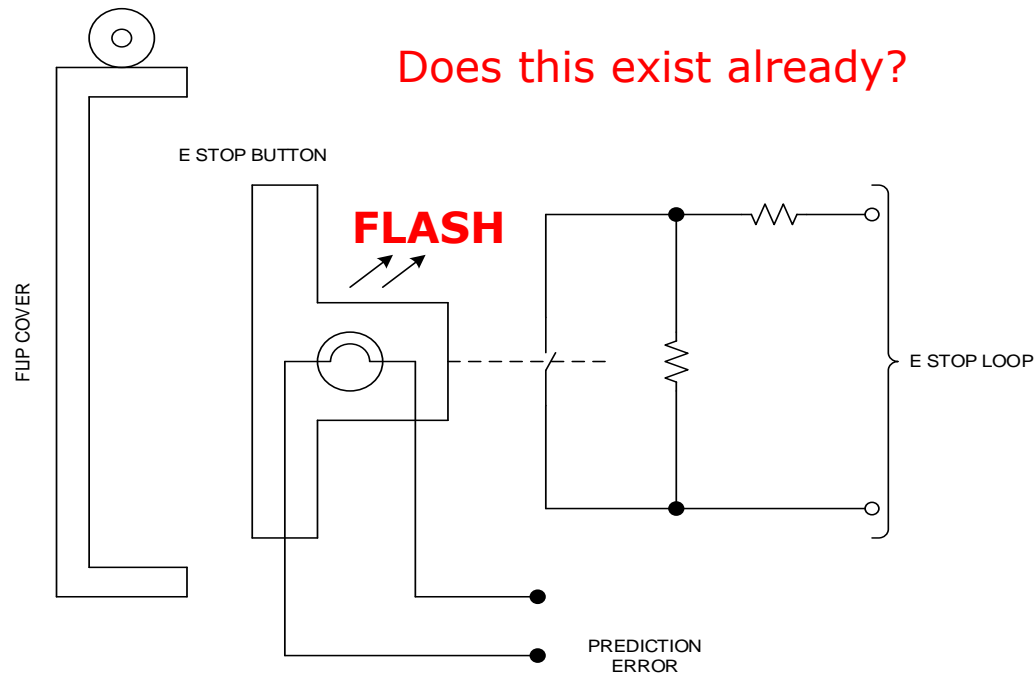 Does this exist already?
E STOP BUTTON
FLASH
FLIP COVER
E STOP LOOP
PREDICTION
ERROR